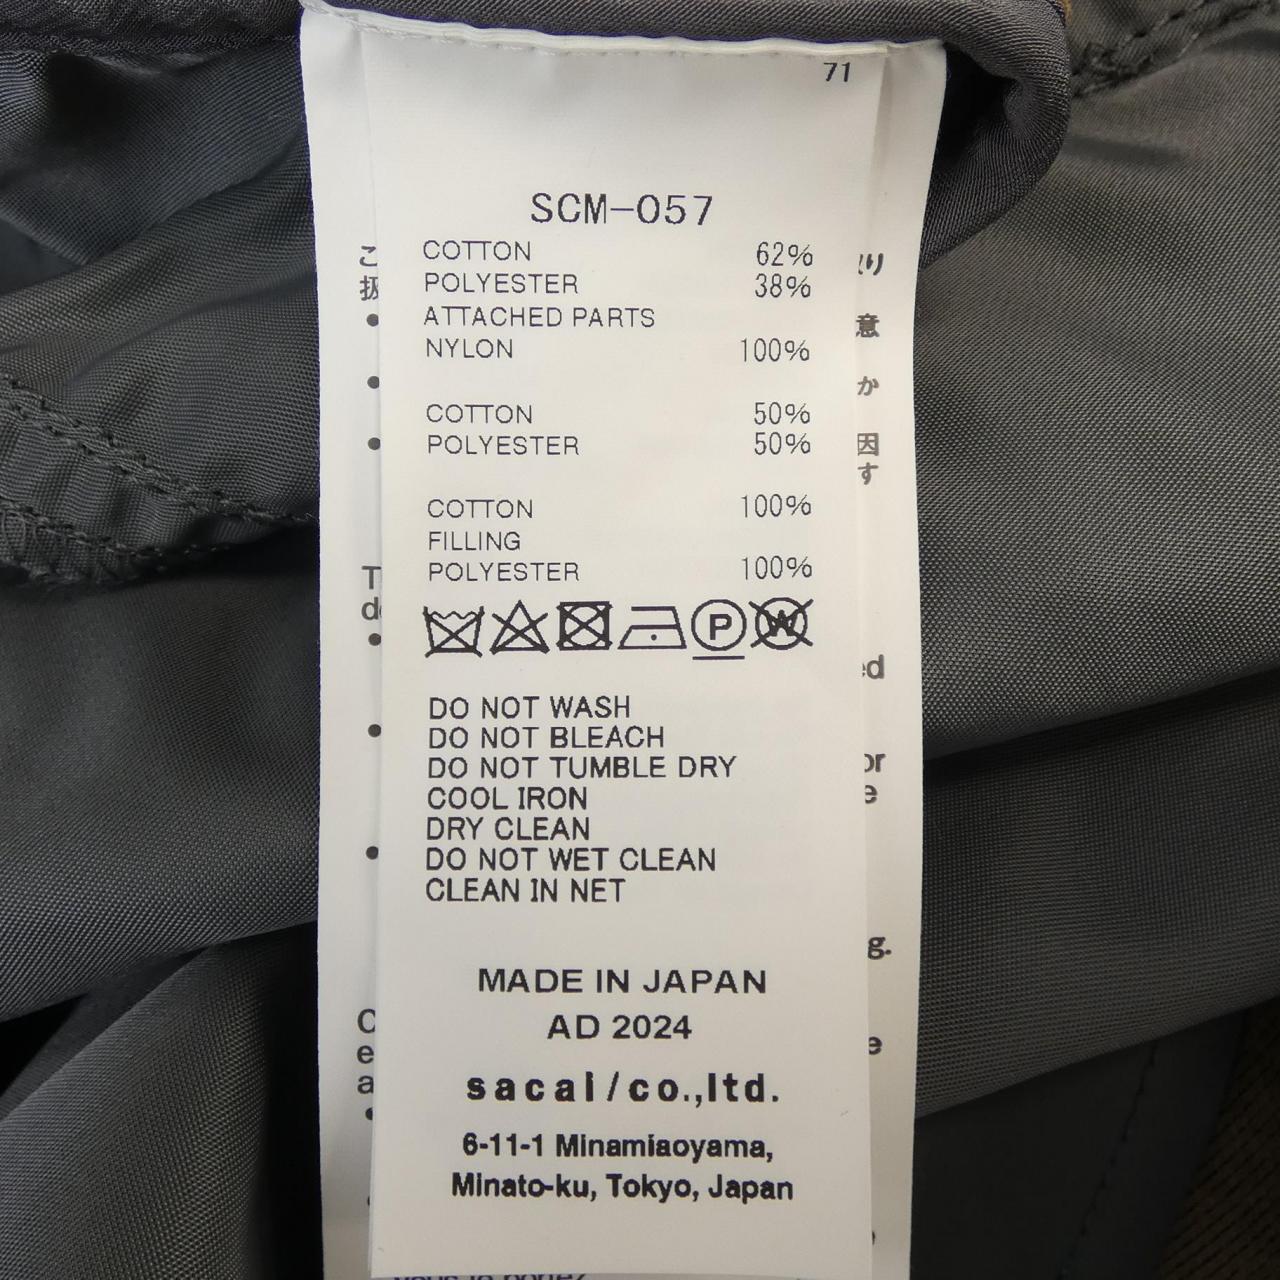 71
SCM-057
COTTON 62%
POLYESTER 38%
ATTACHED PARTS
NYLON 100%
COTTON 50%
POLYESTER 50%
COTTON 100%
FILLING
POLYESTER 100%
P W
DO NOT WASH
DO NOT BLEACH
DO NOT TUMBLE DRY
COOL IRON
DRY CLEAN
DO NOT WET CLEAN
CLEAN IN NET
MADE IN JAPAN
AD 2024
sacai/co.,ltd.
6-11-1 Minamiaoyama,
Minato-ku, Tokyo, Japan